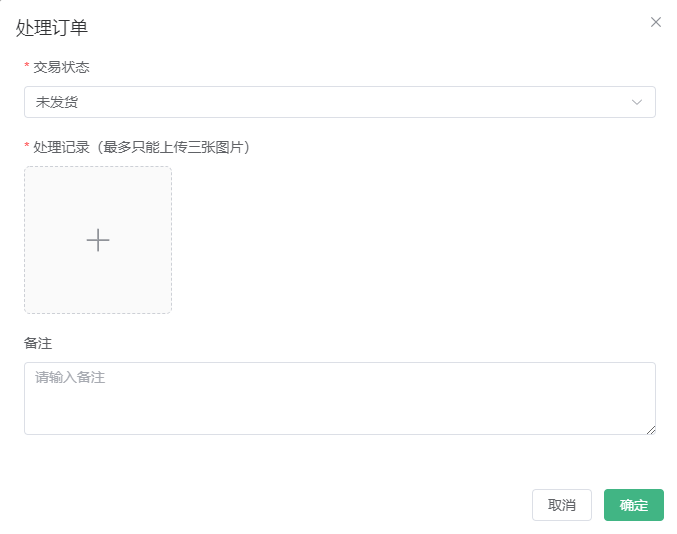 处理订单
* 交易状态
未发货
* 处理记录（最多只能上传三张图片）
备注
请输入备注
取消
确定